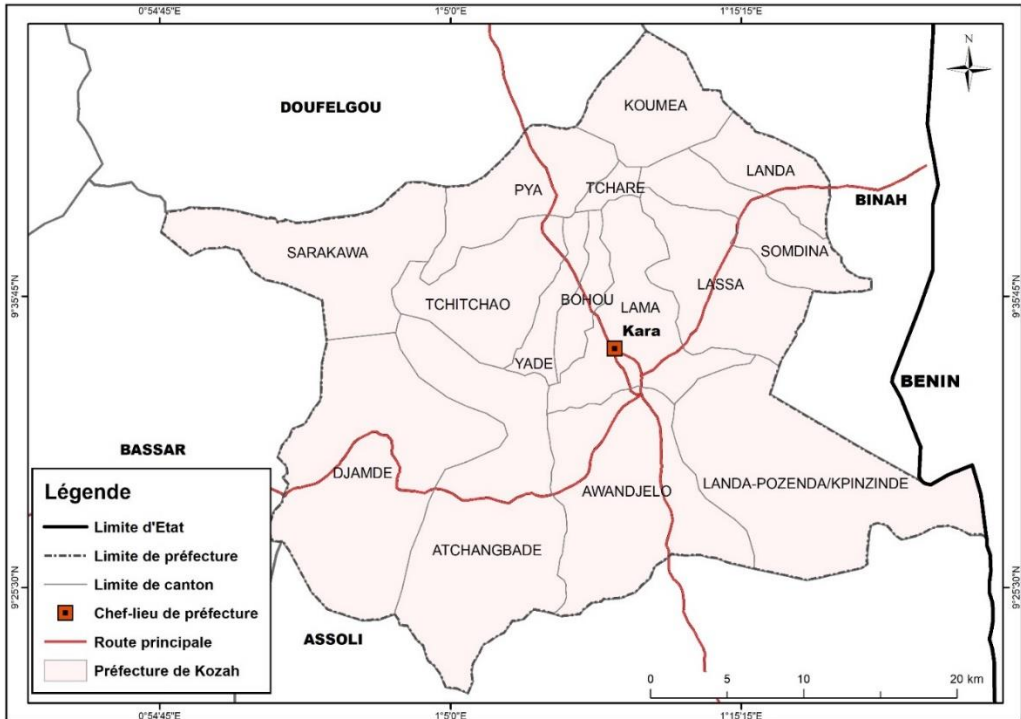 0°54'45"E 1°5'0"E 1°15'15"E
N
KOUMEA
DOUFELGOU
LANDA
PYA TCHARE
BINAH
SARAKAWA
SOMDINA
LASSA
9°35'45"N 9°35'45"N
TCHITCHAO
BOHOU
LAMA
Kara
YADE
BENIN
BASSAR
DJAMDE
AWANDJELO
LANDA-POZENDA/KPINZINDE
ATCHANGBADE
ASSOLI
Légende
Limite d'Etat
Limite de préfecture
Limite de canton
Chef-lieu de préfecture
Route principale
Préfecture de Kozah
9°25'30"N 9°25'30"N
0 5 10 20 km
0°54'45"E 1°5'0"E 1°15'15"E